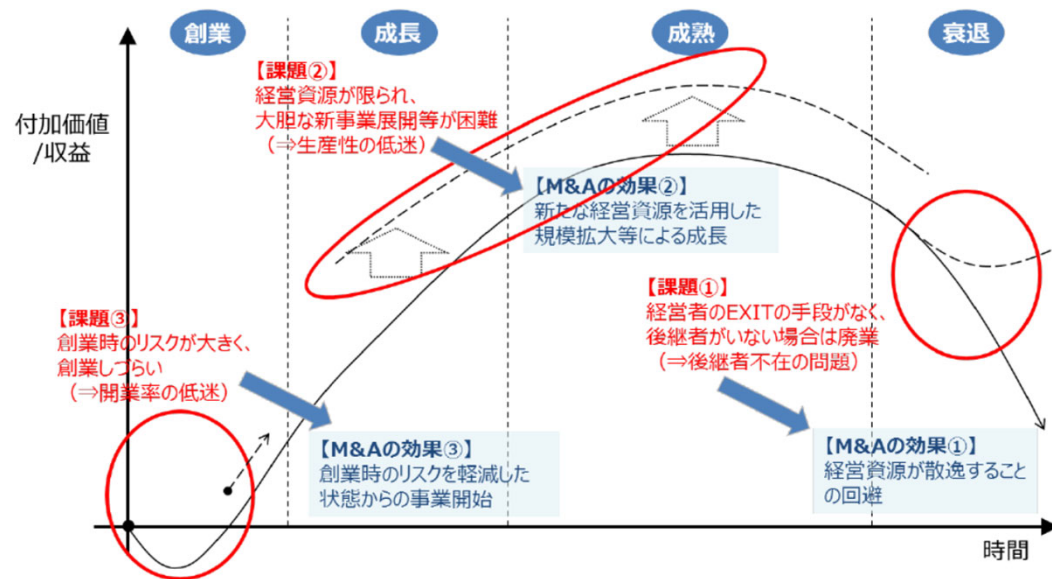 創業
成長
成熟
衰退
付加価値
/収益
【課題②】
経営資源が限られ、
大胆な新事業展開等が困難
(⇒生産性の低迷)
【M&Aの効果②】
新たな経営資源を活用した
規模拡大等による成長
【課題①】
経営者のEXITの手段がなく、
後継者がいない場合は廃業
(⇒後継者不在の問題)
【課題③】
創業時のリスクが大きく、
創業しづらい
(⇒開業率の低迷)
【M&Aの効果③】
創業時のリスクを軽減した
状態からの事業開始
【M&Aの効果①】
経営資源が散逸すること
の回避
時間